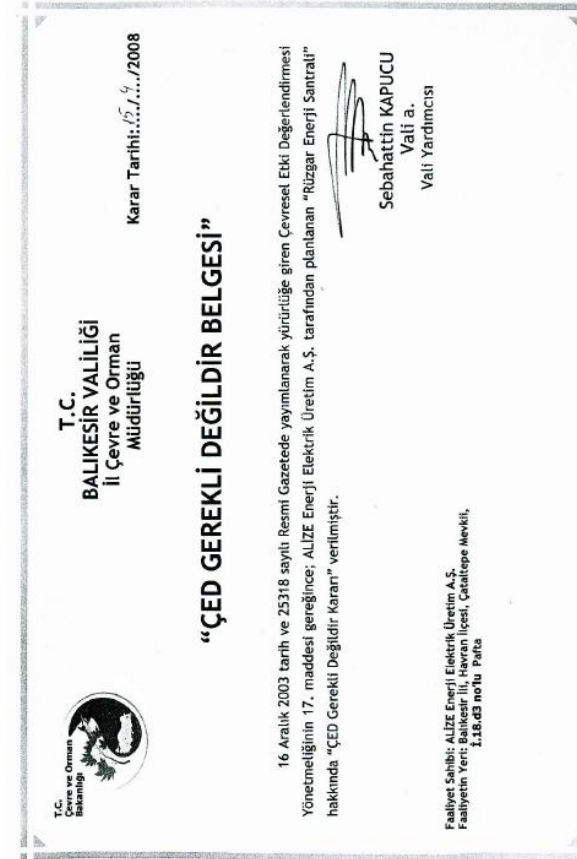 T.C.
Çevre ve Orman
Bakanlığı
T.C.
BALIKESİR VALİLİĞİ
İl Çevre ve Orman
Müdürlüğü
Karar Tarihi:15/4/2008
“ÇED GEREKLİ DEĞİLDİR BELGESİ”
16 Aralık 2003 tarih ve 25318 sayılı Resmi Gazetede yayımlanarak yürürlüğe giren Çevresel Etki Değerlendirmesi
Yönetmeliğinin 17. maddesi gereğince; ALİZE Enerji Elektrik Üretim A.Ş. tarafından planlanan “Rüzgar Enerji Santrali”
hakkında “ÇED Gerekli Değildir Kararı” verilmiştir.
Sebahattin KAPUCU
Vali a.
Vali Yardımcısı
Faaliyet Sahibi: ALİZE Enerji Elektrik Üretim A.Ş.
Faaliyetin Yeri: Balıkesir İli, Havran İlçesi, Çataltepe Mevkii,
İ.18.d3 no'lu Pafta